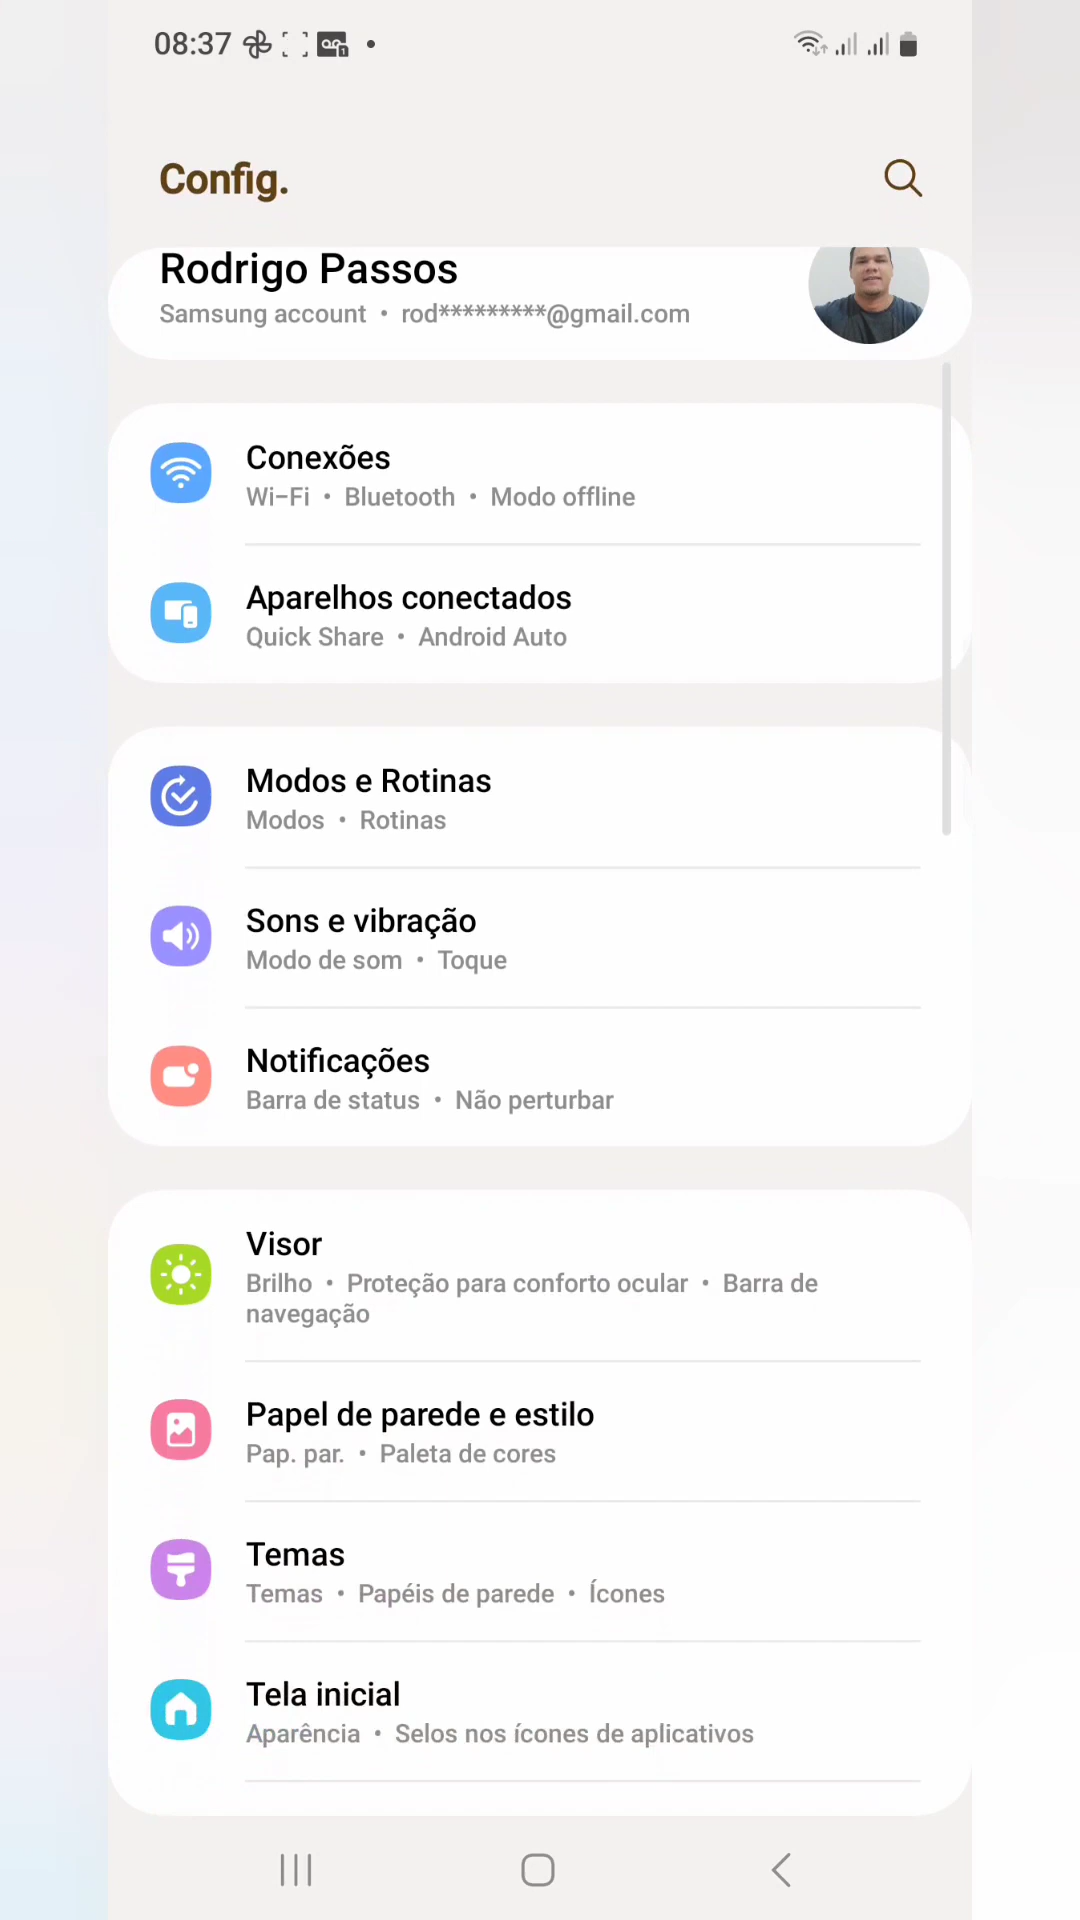 08:37
Config.
Rodrigo Passos
Samsung account • rod*********@gmail.com
Conexões
Wi-Fi • Bluetooth • Modo offline
Aparelhos conectados
Quick Share • Android Auto
Modos e Rotinas
Modos • Rotinas
Sons e vibração
Modo de som • Toque
Notificações
Barra de status • Não perturbar
Visor
Brilho • Proteção para conforto ocular • Barra de
navegação
Papel de parede e estilo
Pap. par. • Paleta de cores
Temas
Temas • Papéis de parede • Ícones
Tela inicial
Aparência • Selos nos ícones de aplicativos